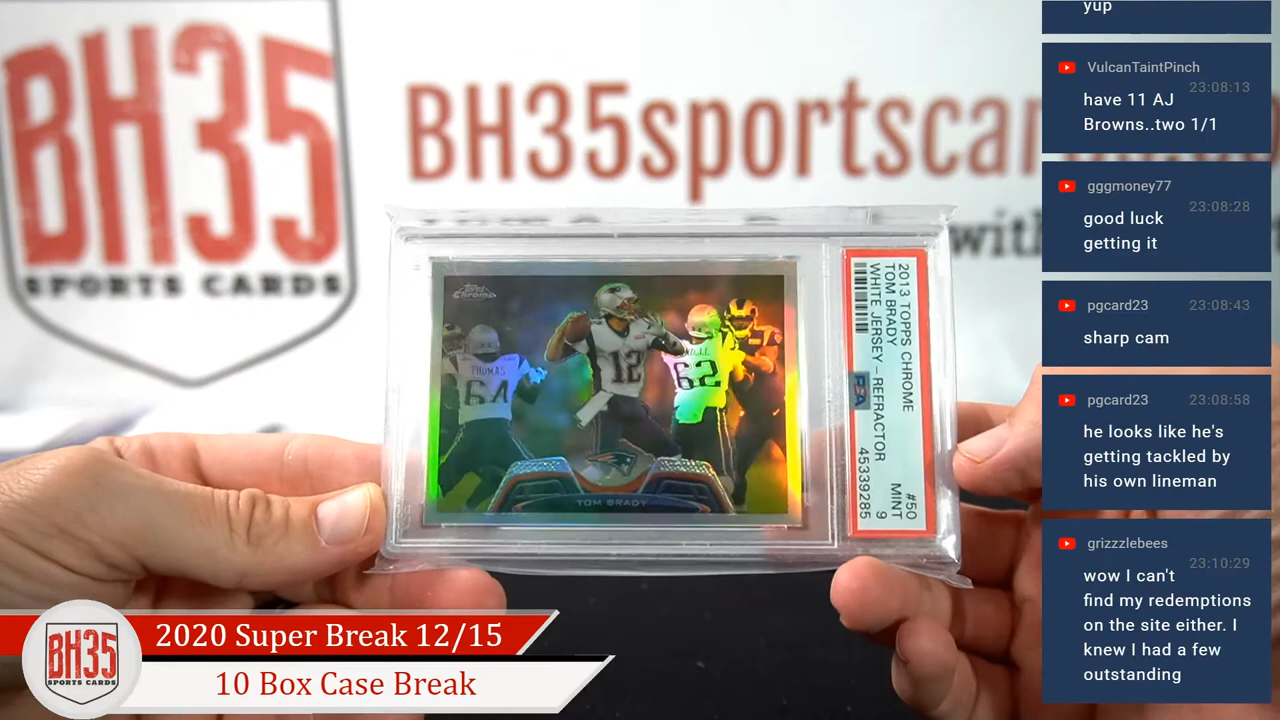 BH35
SPORTS CARDS
BH35sportscar
with
Topps
Chrome
THOMAS
64
12
62
TOM BRADY
2013 TOPPS CHROME
TOM BRADY
WHITE JERSEY – REFRACTOR
#50
MINT
9
45339285
PSA
BH35
SPORTS CARDS
2020 Super Break 12/15
10 Box Case Break
yup
VulcanTaintPinch
23:08:13
have 11 AJ
Browns..two 1/1
gggmoney77
23:08:28
good luck
getting it
pgcard23
23:08:43
sharp cam
pgcard23
23:08:58
he looks like he's
getting tackled by
his own lineman
grizzzlebees
23:10:29
wow I can't
find my redemptions
on the site either. I
knew I had a few
outstanding